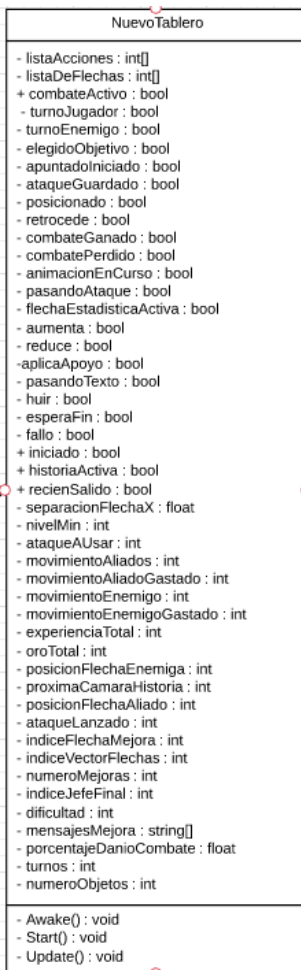 NuevoTablero
- listaAcciones : int[]
- listaDeFlechas : int[]
+ combateActivo : bool
- turnoJugador : bool
- turnoEnemigo : bool
- elegidoObjetivo : bool
- apuntadoIniciado : bool
- ataqueGuardado : bool
- posicionado : bool
- retrocede : bool
- combateGanado : bool
- combatePerdido : bool
- animacionEnCurso : bool
- pasandoAtaque : bool
- flechaEstadisticaActiva : bool
- aumenta : bool
- reduce : bool
-aplicaApoyo : bool
- pasandoTexto : bool
- huir : bool
- esperaFin : bool
- fallo : bool
+ iniciado : bool
+ historiaActiva : bool
+ recienSalido : bool
- separacionFlechaX : float
- nivelMin : int
- ataqueAUsar : int
- movimientoAliados : int
- movimientoAliadoGastado : int
- movimientoEnemigo : int
- movimientoEnemigoGastado : int
- experienciaTotal : int
- oroTotal : int
- posicionFlechaEnemiga : int
- proximaCamaraHistoria : int
- posicionFlechaAliado : int
- ataqueLanzado : int
- indiceFlechaMejora : int
- indiceVectorFlechas : int
- numeroMejoras : int
- indiceJefeFinal : int
- dificultad : int
- mensajesMejora : string[]
- porcentajeDanioCombate : float
- turnos : int
- numeroObjetos : int
- Awake() : void
- Start() : void
- Update() : void